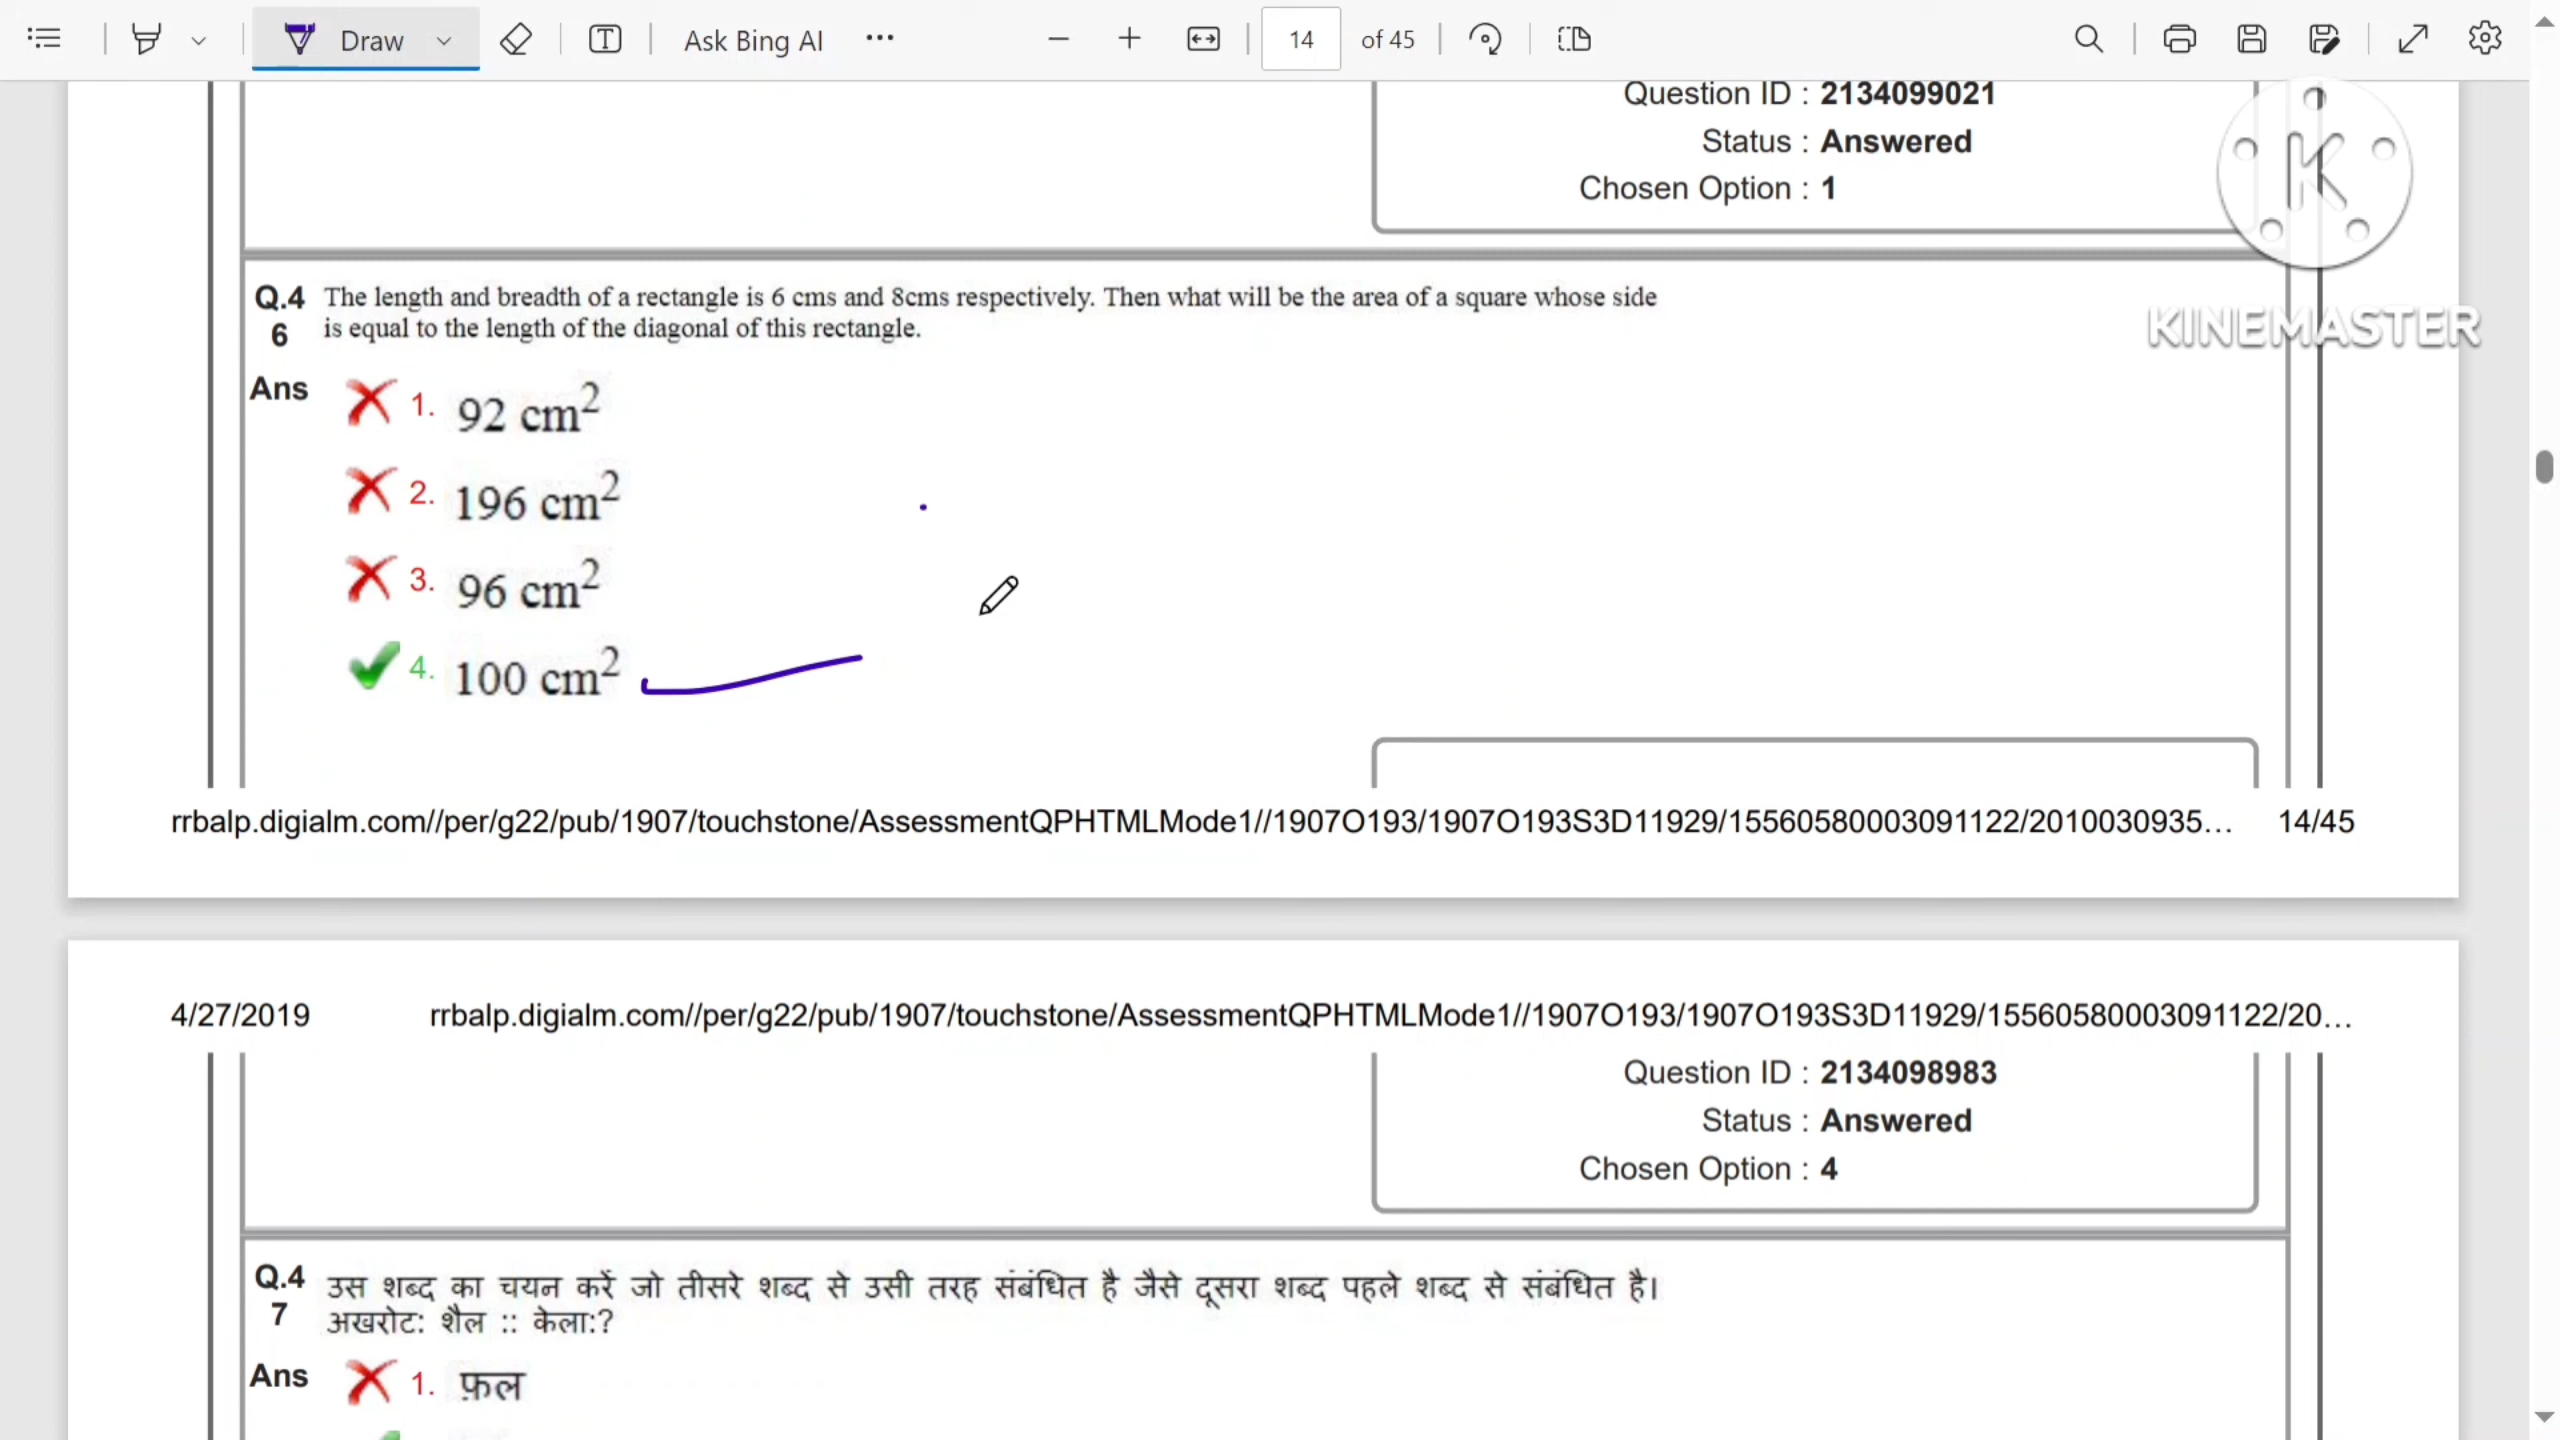 Draw
Ask Bing AI
14 of 45
Question ID : 2134099021
Status : Answered
Chosen Option : 1
KINEMASTER
Q.4 The length and breadth of a rectangle is 6 cms and 8cms respectively. Then what will be the area of a square whose side
6 is equal to the length of the diagonal of this rectangle.
Ans 1. 92 cm²
2. 196 cm²
3. 96 cm²
4. 100 cm²
rrbalp.digialm.com//per/g22/pub/1907/touchstone/AssessmentQPHTMLMode1//1907O193/1907O193S3D11929/15560580003091122/2010030935… 14/45
4/27/2019 rrbalp.digialm.com//per/g22/pub/1907/touchstone/AssessmentQPHTMLMode1//1907O193/1907O193S3D11929/15560580003091122/20…
Question ID : 2134098983
Status : Answered
Chosen Option : 4
Q.4 उस शब्द का चयन करें जो तीसरे शब्द से उसी तरह संबंधित है जैसे दूसरा शब्द पहले शब्द से संबंधित है।
7 अखरोट: शैल :: केला:?
Ans 1. फ़ल